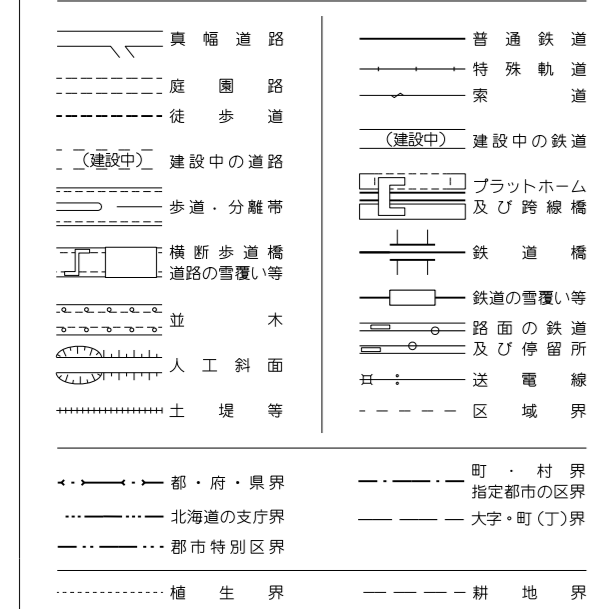 真幅道路
庭園路
徒歩道
(建設中) 建設中の道路
歩道・分離帯
横断歩道橋
道路の雪覆い等
並木
人工斜面
土堤等
普通鉄道
特殊軌道
索道
(建設中) 建設中の鉄道
プラットホーム
及び跨線橋
鉄道橋
鉄道の雪覆い等
路面の鉄道
及び停留所
送電線
区域界
都・府・県界
北海道の支庁界
郡市特別区界
町・村界
指定都市の区界
大字・町(丁)界
植生界
耕地界